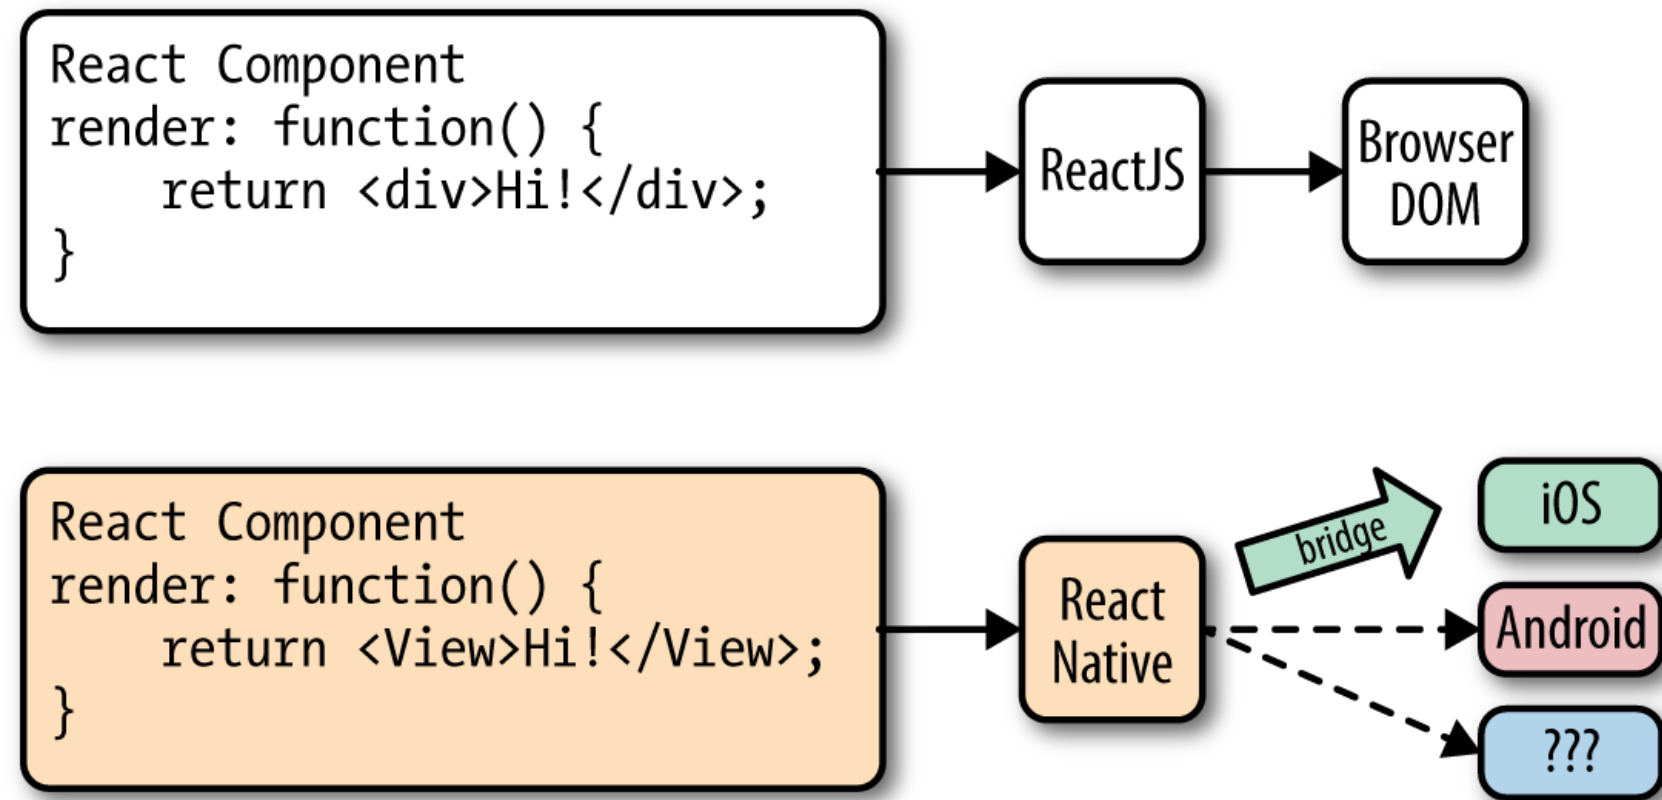 React Component
render: function() {
    return <div>Hi!</div>;
}
ReactJS
Browser
DOM
React Component
render: function() {
    return <View>Hi!</View>;
}
React
Native
bridge
iOS
Android
???